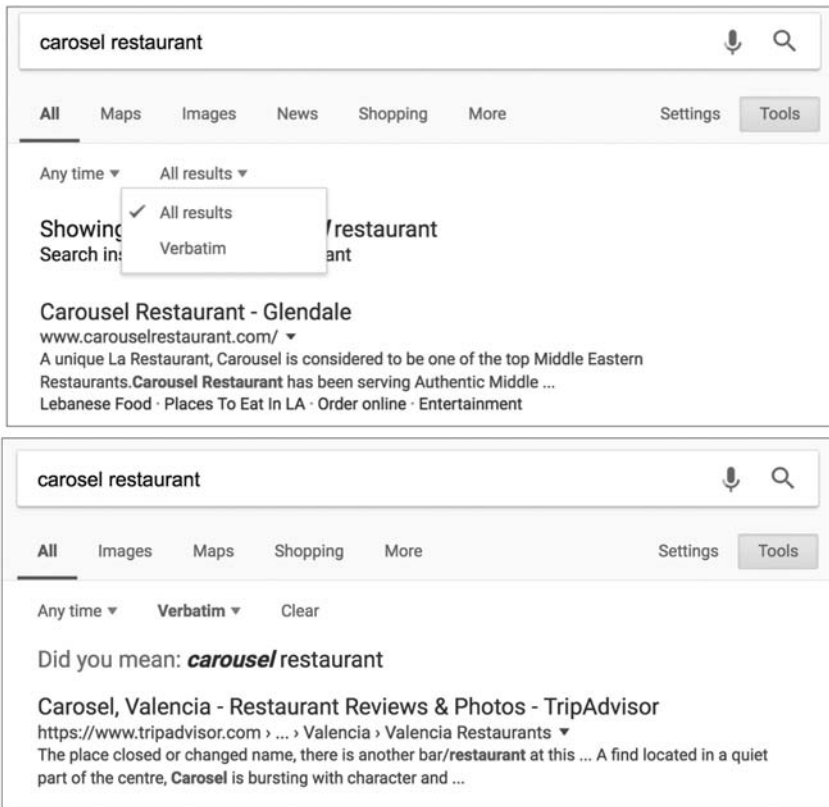 carosel restaurant
All Maps Images News Shopping More Settings Tools
Any time All results
All results
Verbatim
Showing restaurant
Search
Carousel Restaurant - Glendale
www.carouselrestaurant.com/
A unique La Restaurant, Carousel is considered to be one of the top Middle Eastern
Restaurants.Carousel Restaurant has been serving Authentic Middle ...
Lebanese Food · Places To Eat In LA · Order online · Entertainment
carosel restaurant
All Images Maps Shopping More Settings Tools
Any time Verbatim Clear
Did you mean: carousel restaurant
Carosel, Valencia - Restaurant Reviews & Photos - TripAdvisor
https://www.tripadvisor.com › ... › Valencia › Valencia Restaurants
The place closed or changed name, there is another bar/restaurant at this ... A find located in a quiet
part of the centre, Carosel is bursting with character and ...